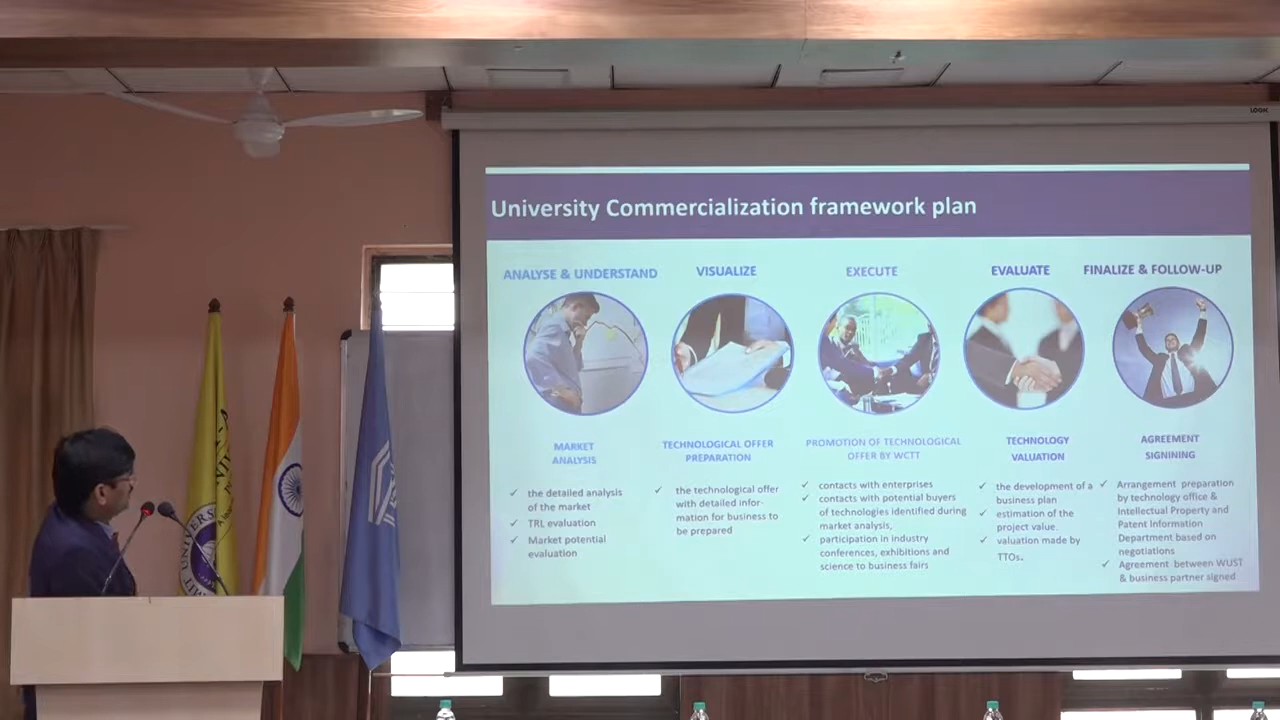 LOGIK
University Commercialization framework plan
ANALYSE & UNDERSTAND
MARKET
ANALYSIS
✓ the detailed analysis
of the market
✓ TRL evaluation
✓ Market potential
evaluation
VISUALIZE
TECHNOLOGICAL OFFER
PREPARATION
✓ the technological offer
with detailed infor-
mation for business to
be prepared
EXECUTE
PROMOTION OF TECHNOLOGICAL
OFFER BY WCTT
✓ contacts with enterprises
✓ contacts with potential buyers
of technologies identified during
market analysis,
✓ participation in industry
conferences, exhibitions and
science to business fairs
EVALUATE
TECHNOLOGY
VALUATION
✓ the development of a
business plan
✓ estimation of the
project value.
✓ valuation made by
TTOs.
FINALIZE & FOLLOW-UP
AGREEMENT
SIGNINING
✓ Arrangement preparation
by technology office &
Intellectual Property and
Patent Information
Department based on
negotiations
✓ Agreement between WUST
& business partner signed